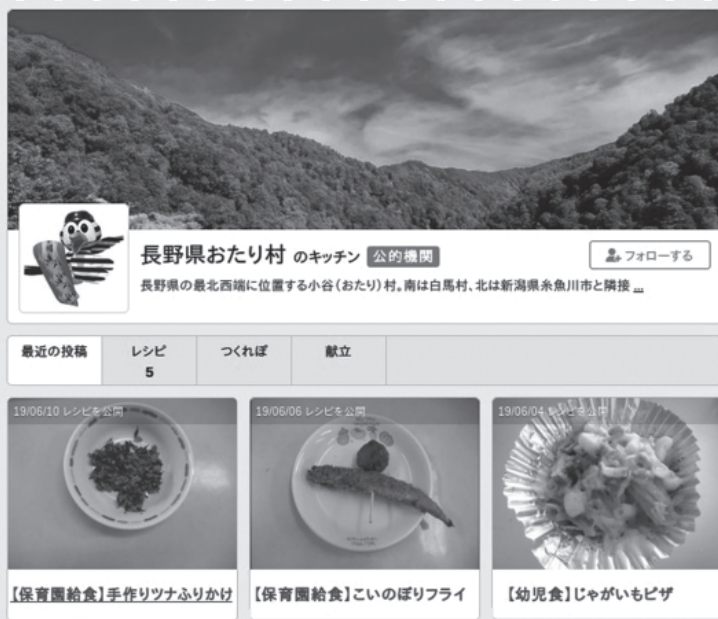 長野県おたり村 のキッチン 公的機関
フォローする
長野県の最北西端に位置する小谷(おたり)村。南は白馬村、北は新潟県糸魚川市と隣接 ...
最近の投稿 レシピ つくれぽ 献立
5
19/06/10 レシピを公開
19/06/06 レシピを公開
19/06/04 レシピを公開
【保育園給食】手作りツナふりかけ
【保育園給食】こいのぼりフライ
【幼児食】じゃがいもピザ